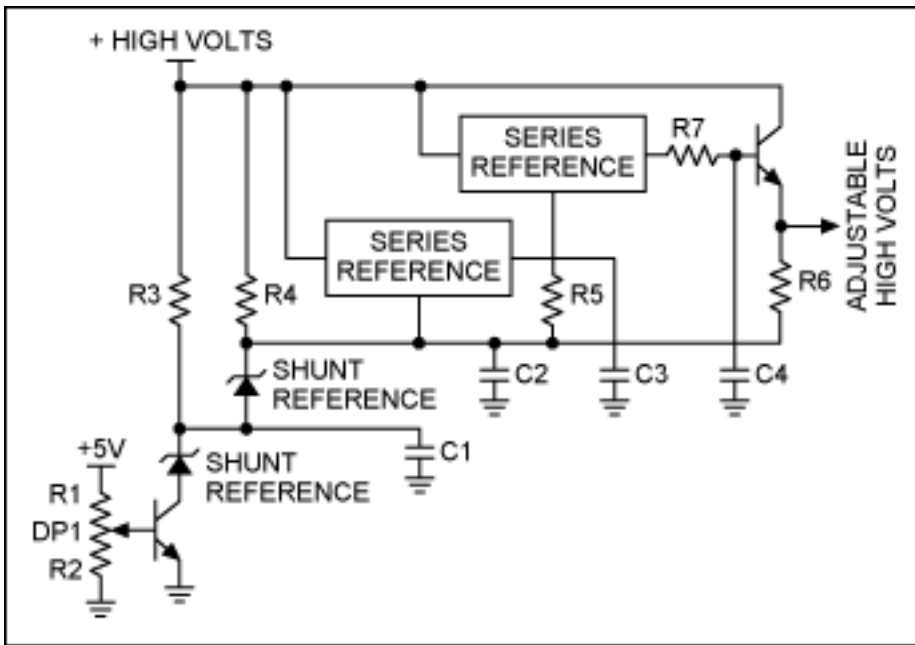 + HIGH VOLTS
SERIES
REFERENCE
R7
ADJUSTABLE
HIGH VOLTS
SERIES
REFERENCE
R3
R4
R5
R6
SHUNT
REFERENCE
C2
C3
C4
+5V
SHUNT
REFERENCE
C1
R1
DP1
R2